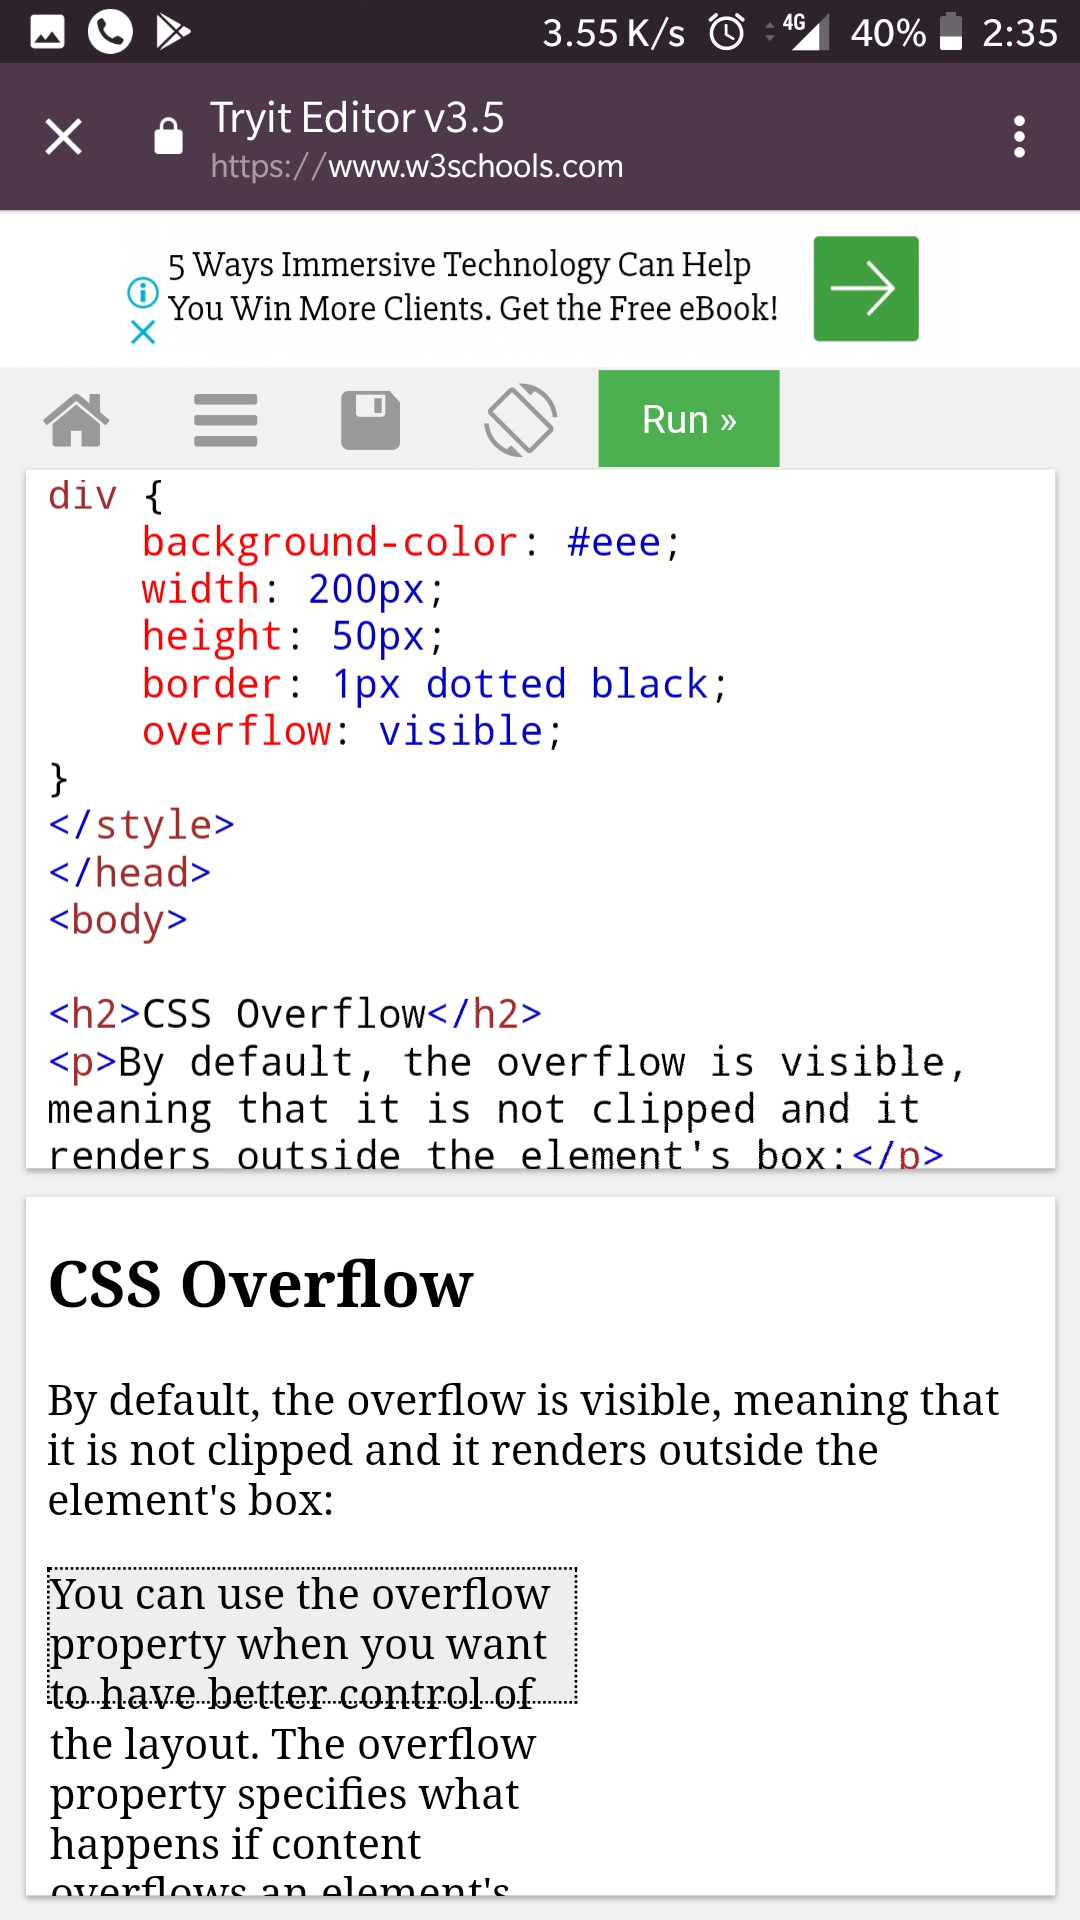 3.55 K/s 4G 40% 2:35
Tryit Editor v3.5
https://www.w3schools.com
5 Ways Immersive Technology Can Help
You Win More Clients. Get the Free eBook!
Run »
div {
background-color: #eee;
width: 200px;
height: 50px;
border: 1px dotted black;
overflow: visible;
}
</style>
</head>
<body>
<h2>CSS Overflow</h2>
<p>By default, the overflow is visible,
meaning that it is not clipped and it
renders outside the element's box:</p>
CSS Overflow
By default, the overflow is visible, meaning that
it is not clipped and it renders outside the
element's box:
You can use the overflow
property when you want
to have better control of
the layout. The overflow
property specifies what
happens if content
overflows an element's